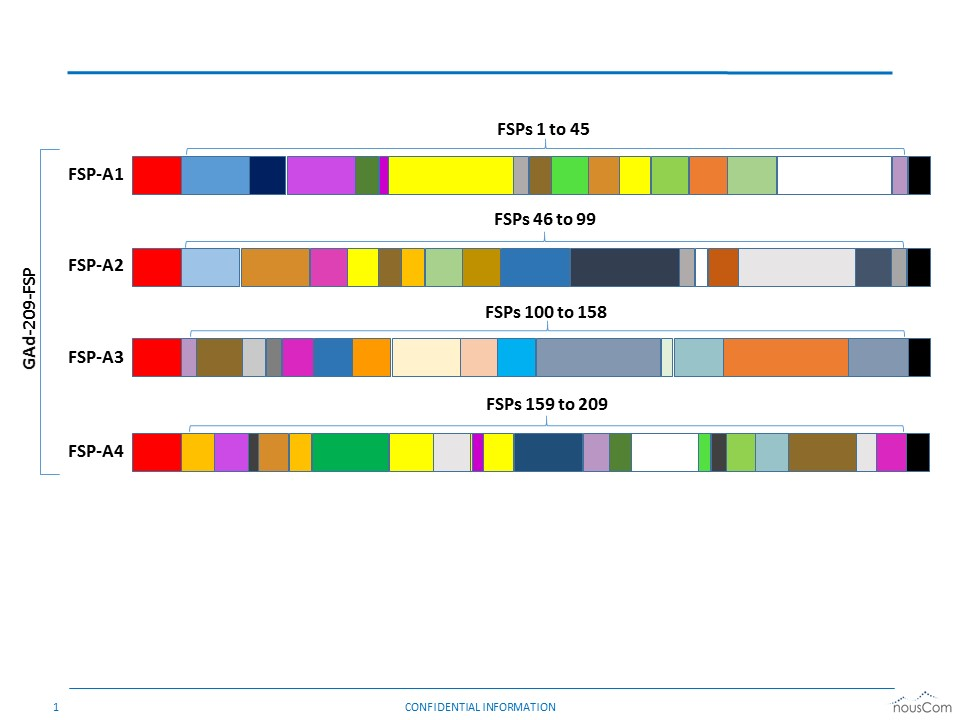 FSPs 1 to 45
FSP-A1
FSPs 46 to 99
FSP-A2
GAd-209-FSP
FSPs 100 to 158
FSP-A3
FSPs 159 to 209
FSP-A4
1
CONFIDENTIAL INFORMATION
nousCom